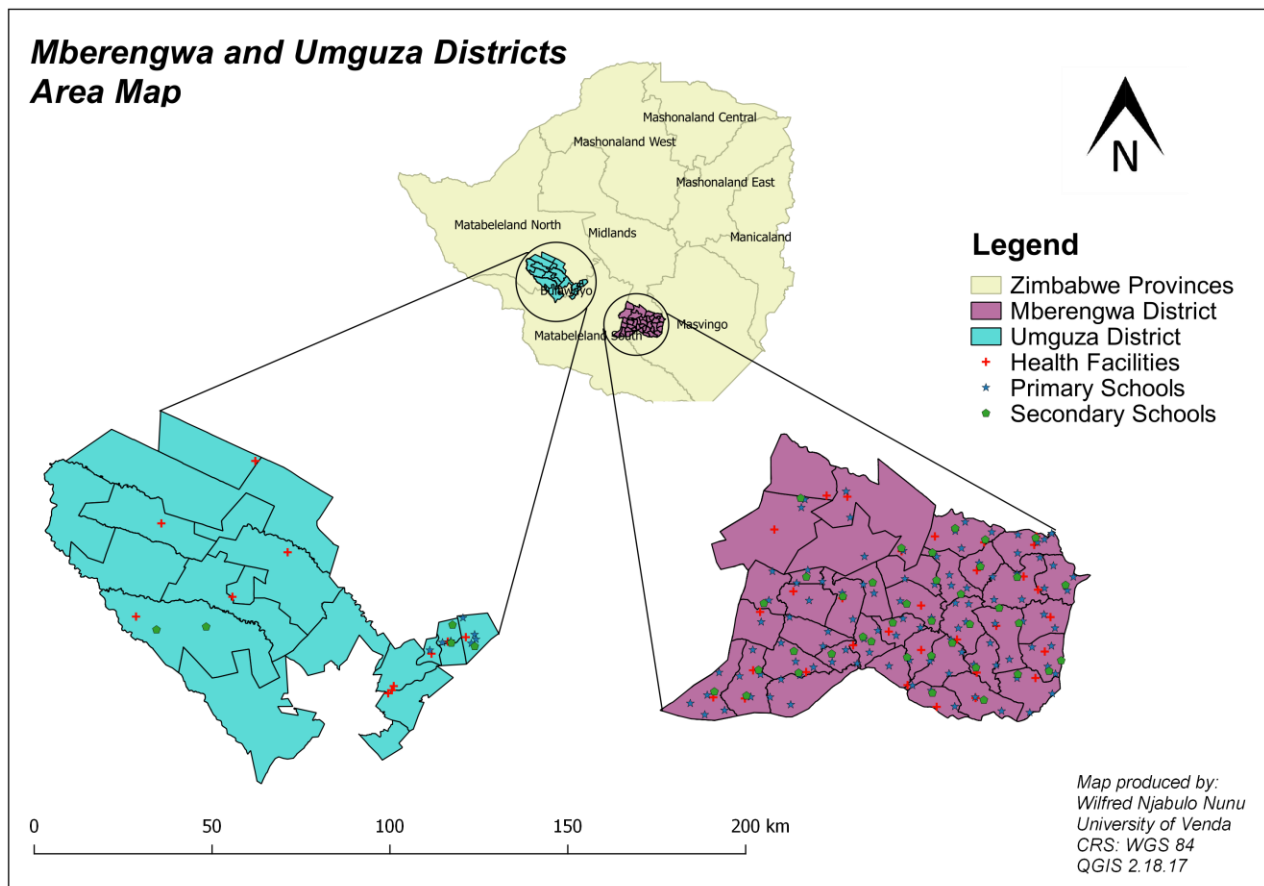 Mberengwa and Umguza Districts
Area Map
Mashonaland Central
Mashonaland West
Mashonaland East
Matabeleland North
Midlands
Manicaland
Bulawayo
Masvingo
Matabeleland South
N
Legend
Zimbabwe Provinces
Mberengwa District
Umguza District
Health Facilities
Primary Schools
Secondary Schools
0 50 100 150 200 km
Map produced by:
Wilfred Njabulo Nunu
University of Venda
CRS: WGS 84
QGIS 2.18.17